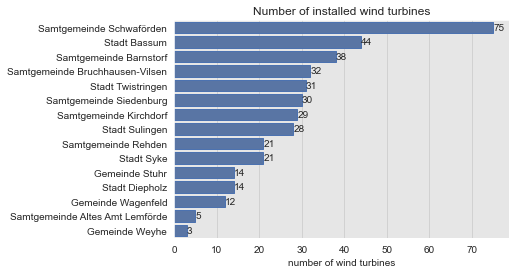 Number of installed wind turbines
Samtgemeinde Schwaförden 75
Stadt Bassum 44
Samtgemeinde Barnstorf 38
Samtgemeinde Bruchhausen-Vilsen 32
Stadt Twistringen 31
Samtgemeinde Siedenburg 30
Samtgemeinde Kirchdorf 29
Stadt Sulingen 28
Samtgemeinde Rehden 21
Stadt Syke 21
Gemeinde Stuhr 14
Stadt Diepholz 14
Gemeinde Wagenfeld 12
Samtgemeinde Altes Amt Lemförde 5
Gemeinde Weyhe 3
0 10 20 30 40 50 60 70
number of wind turbines